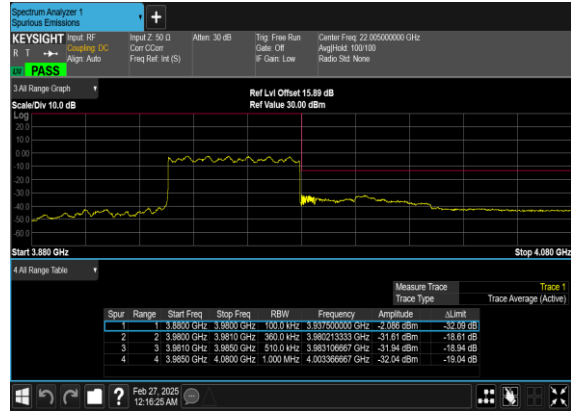 Spectrum Analyzer 1
Spurious Emissions
KEYSIGHT Input: RF Input Z: 50 Ω Atten: 30 dB Trig: Free Run Center Freq: 22.005000000 GHz
R T Coupling: DC Corr CCorr Gate: Off Avg|Hold: 100/100
Align: Auto Freq Ref: Int (S) IF Gain: Low Radio Std: None
PASS
3 All Range Graph
Ref Lvl Offset 15.89 dB
Scale/Div 10.0 dB Ref Value 30.00 dBm
Log
20.0
10.0
0.00
-10.0
-20.0
-30.0
-40.0
-50.0
-60.0
Start 3.880 GHz Stop 4.080 GHz
4 All Range Table
Measure Trace Trace 1
Trace Type Trace Average (Active)
Spur Range Start Freq Stop Freq RBW Frequency Amplitude ΔLimit
1 1 3.8800 GHz 3.9800 GHz 100.0 kHz 3.937500000 GHz -2.086 dBm -32.09 dB
2 2 3.9800 GHz 3.9810 GHz 360.0 kHz 3.980213333 GHz -31.61 dBm -18.61 dB
3 3 3.9810 GHz 3.9850 GHz 510.0 kHz 3.983106667 GHz -31.94 dBm -18.94 dB
4 4 3.9850 GHz 4.0800 GHz 1.000 MHz 4.003366667 GHz -32.04 dBm -19.04 dB
? Feb 27, 2025
12:16:25 AM